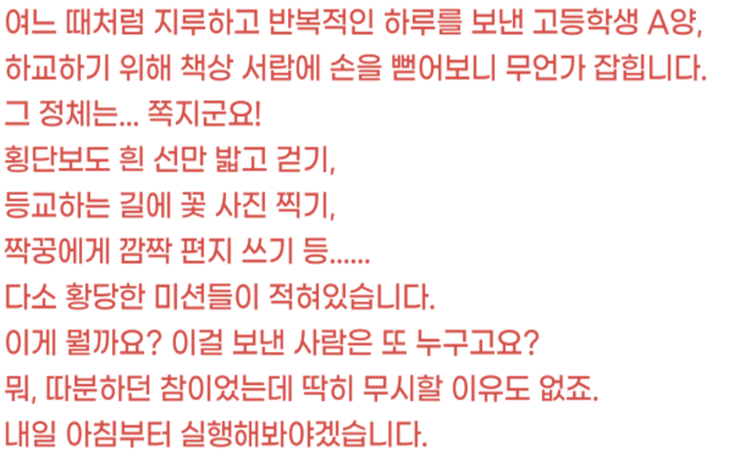 여느 때처럼 지루하고 반복적인 하루를 보낸 고등학생 A양,
하교하기 위해 책상 서랍에 손을 뻗어보니 무언가 잡힙니다.
그 정체는... 쪽지군요!
횡단보도 흰 선만 밟고 걷기,
등교하는 길에 꽃 사진 찍기,
짝꿍에게 깜짝 편지 쓰기 등......
다소 황당한 미션들이 적혀있습니다.
이게 뭘까요? 이걸 보낸 사람은 또 누구고요?
뭐, 따분하던 참이었는데 딱히 무시할 이유도 없죠.
내일 아침부터 실행해봐야겠습니다.